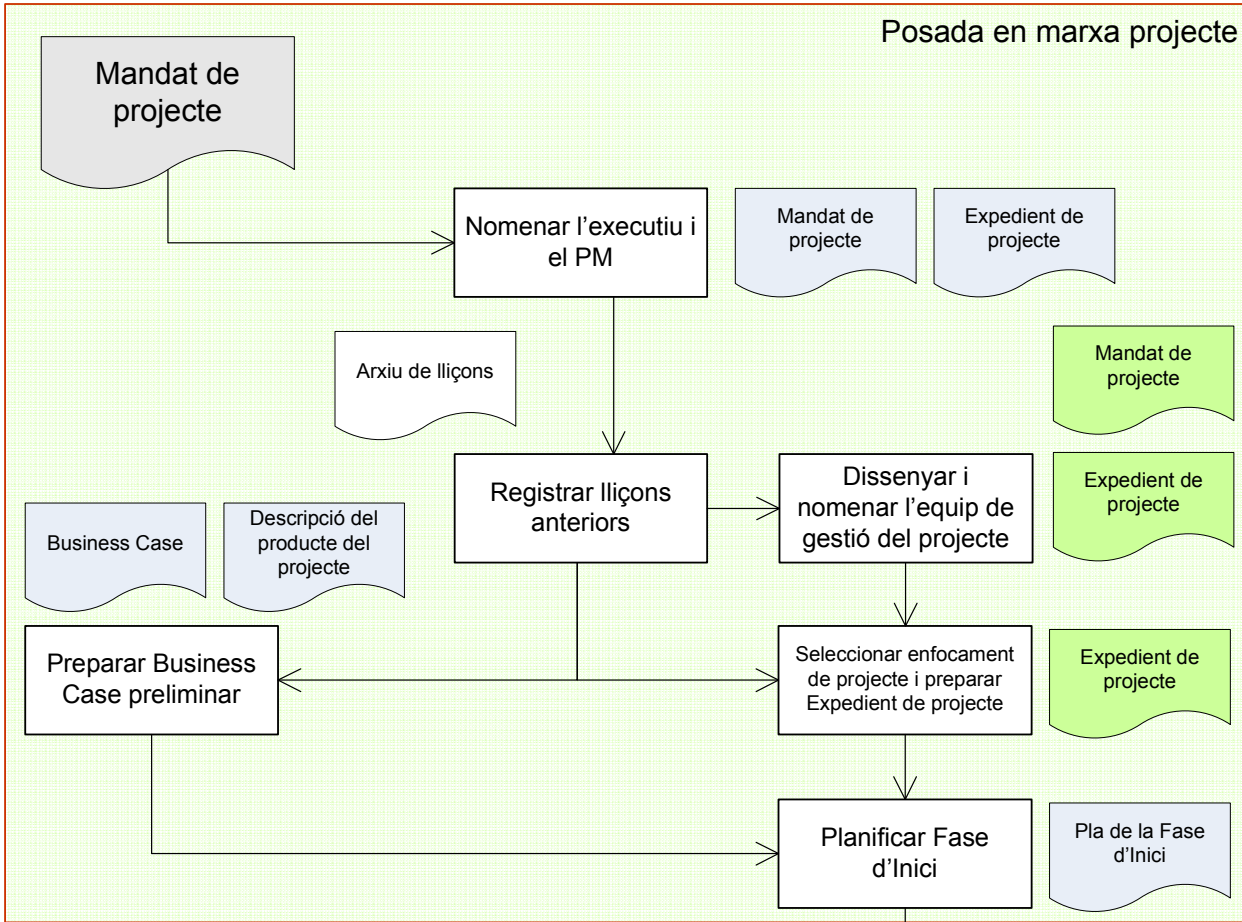 Posada en marxa projecte
Mandat de
projecte
Nomenar l’executiu i
el PM
Mandat de
projecte
Expedient de
projecte
Arxiu de lliçons
Mandat de
projecte
Registrar lliçons
anteriors
Dissenyar i
nomenar l’equip de
gestió del projecte
Expedient de
projecte
Business Case
Descripció del
producte del
projecte
Preparar Business
Case preliminar
Seleccionar enfocament
de projecte i preparar
Expedient de projecte
Expedient de
projecte
Planificar Fase
d’Inici
Pla de la Fase
d’Inici